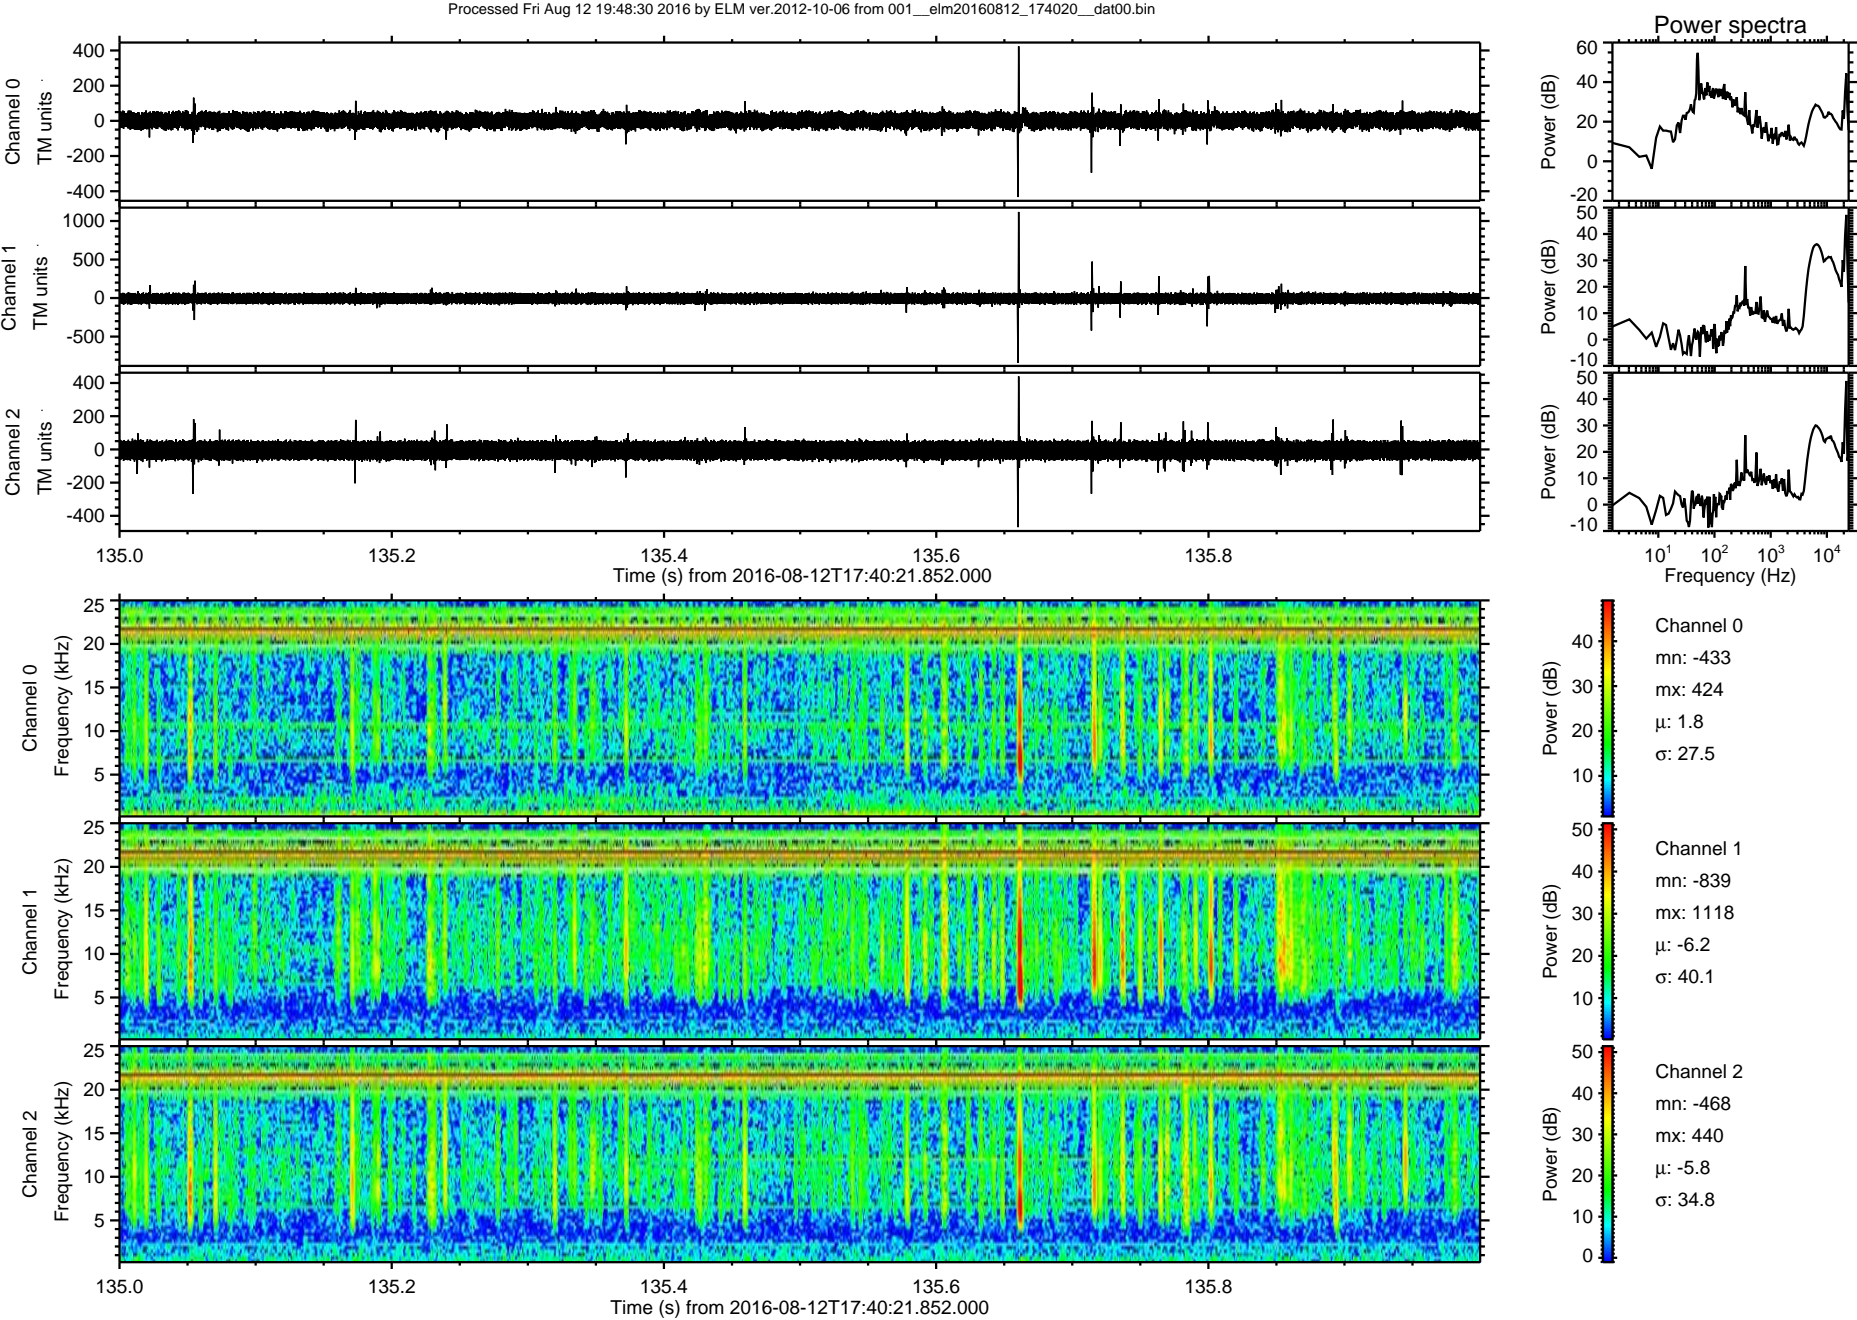 Processed Fri Aug 12 19:48:30 2016 by ELM ver.2012-10-06 from 001__elm20160812_174020__dat00.bin
Power spectra
Channel 0
TM units
400
200
0
-200
-400
Power (dB)
60
40
20
0
-20
Channel 1
TM units
1000
500
0
-500
Power (dB)
50
40
30
20
10
0
-10
Channel 2
TM units
400
200
0
-200
-400
Power (dB)
50
40
30
20
10
0
-10
135.0 135.2 135.4 135.6 135.8
Time (s) from 2016-08-12T17:40:21.852.000
10^1 10^2 10^3 10^4
Frequency (Hz)
Channel 0
Frequency (kHz)
25
20
15
10
5
Power (dB)
40
30
20
10
Channel 0
mn: -433
mx: 424
µ: 1.8
σ: 27.5
Channel 1
Frequency (kHz)
25
20
15
10
5
Power (dB)
50
40
30
20
10
Channel 1
mn: -839
mx: 1118
µ: -6.2
σ: 40.1
Channel 2
Frequency (kHz)
25
20
15
10
5
Power (dB)
50
40
30
20
10
0
Channel 2
mn: -468
mx: 440
µ: -5.8
σ: 34.8
135.0 135.2 135.4 135.6 135.8
Time (s) from 2016-08-12T17:40:21.852.000